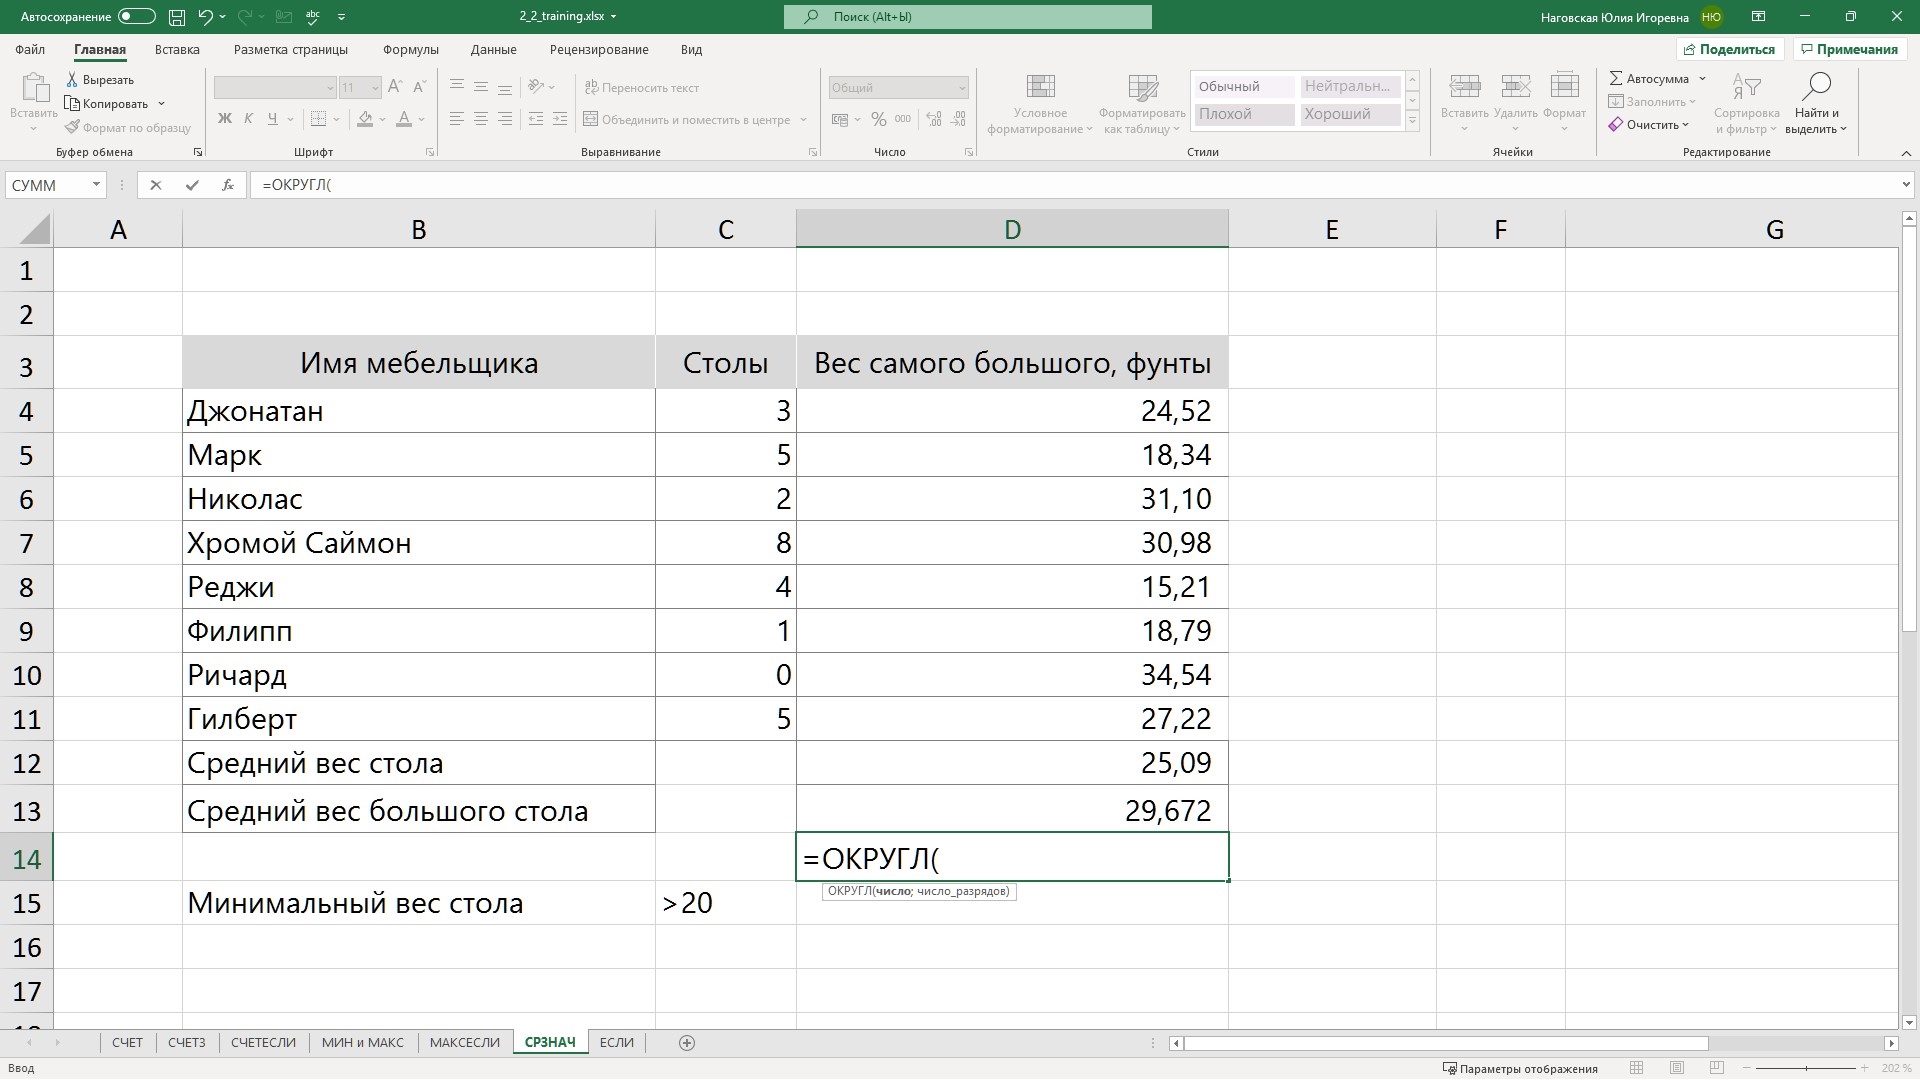 Автосохранение
2_2_training.xlsx
Поиск (Alt+Ы)
Наговская Юлия Игоревна НЮ
Файл Главная Вставка Разметка страницы Формулы Данные Рецензирование Вид
Поделиться Примечания
Вставить
Вырезать
Копировать
Формат по образцу
Буфер обмена
11
Ж К Ч
Шрифт
Переносить текст
Объединить и поместить в центре
Выравнивание
Общий
% 000
Число
Условное форматирование
Форматировать как таблицу
Обычный Нейтральн...
Плохой Хороший
Стили
Вставить Удалить Формат
Ячейки
Автосумма
Заполнить
Очистить
Сортировка и фильтр
Найти и выделить
Редактирование
СУММ
fx
=ОКРУГЛ(
A B C D E F G
1
2
3 Имя мебельщика Столы Вес самого большого, фунты
4 Джонатан 3 24,52
5 Марк 5 18,34
6 Николас 2 31,10
7 Хромой Саймон 8 30,98
8 Реджи 4 15,21
9 Филипп 1 18,79
10 Ричард 0 34,54
11 Гилберт 5 27,22
12 Средний вес стола 25,09
13 Средний вес большого стола 29,672
14 =ОКРУГЛ(
ОКРУГЛ(число; число_разрядов)
15 Минимальный вес стола >20
16
17
СЧЕТ СЧЕТЗ СЧЕТЕСЛИ МИН и МАКС МАКСЕСЛИ СРЗНАЧ ЕСЛИ
Ввод
Параметры отображения
202 %